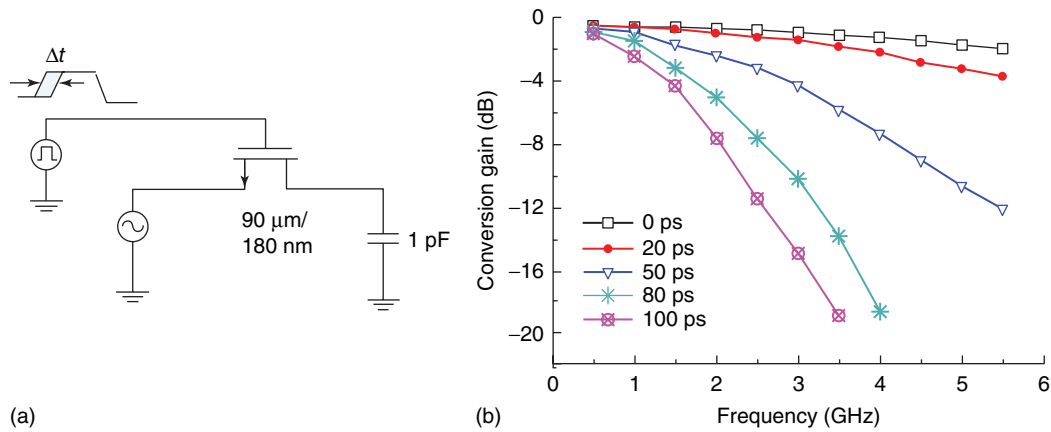 Δt
90 μm/
180 nm
1 pF
(a)
Conversion gain (dB)
0
−4
−8
−12
−16
−20
0 ps
20 ps
50 ps
80 ps
100 ps
0 1 2 3 4 5 6
Frequency (GHz)
(b)